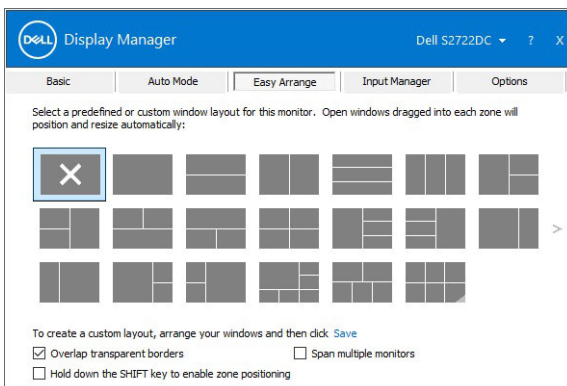 DELL Display Manager Dell S2722DC ? X
Basic Auto Mode Easy Arrange Input Manager Options
Select a predefined or custom window layout for this monitor. Open windows dragged into each zone will
position and resize automatically:
>
To create a custom layout, arrange your windows and then click Save
Overlap transparent borders Span multiple monitors
Hold down the SHIFT key to enable zone positioning